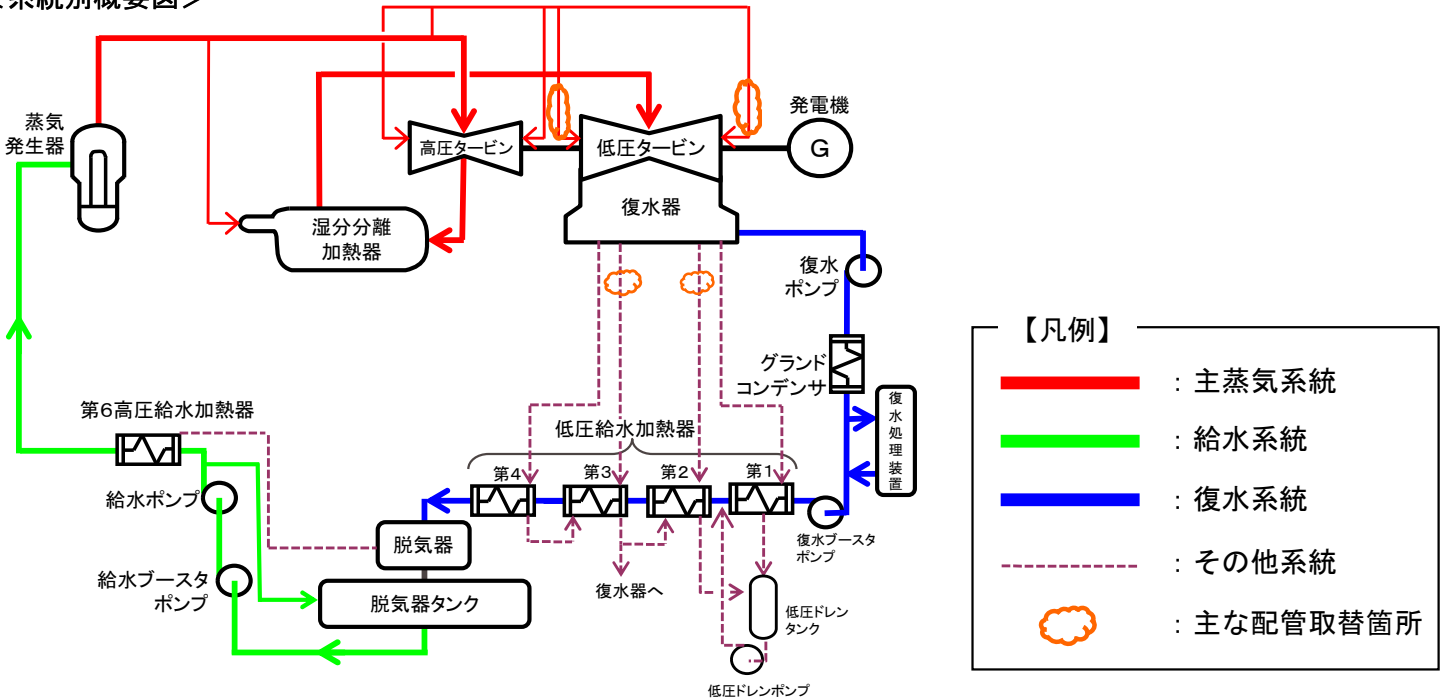 系統別概要図＞
蒸気
発生器
高圧タービン
低圧タービン
発電機
G
湿分分離
加熱器
復水器
復水
ポンプ
グランド
コンデンサ
復水処理装置
第6高圧給水加熱器
低圧給水加熱器
第4
第3
第2
第1
給水ポンプ
復水ブースタ
ポンプ
脱気器
給水ブースタ
ポンプ
脱気器タンク
復水器へ
低圧ドレン
タンク
低圧ドレンポンプ
【凡例】
：主蒸気系統
：給水系統
：復水系統
：その他系統
：主な配管取替箇所